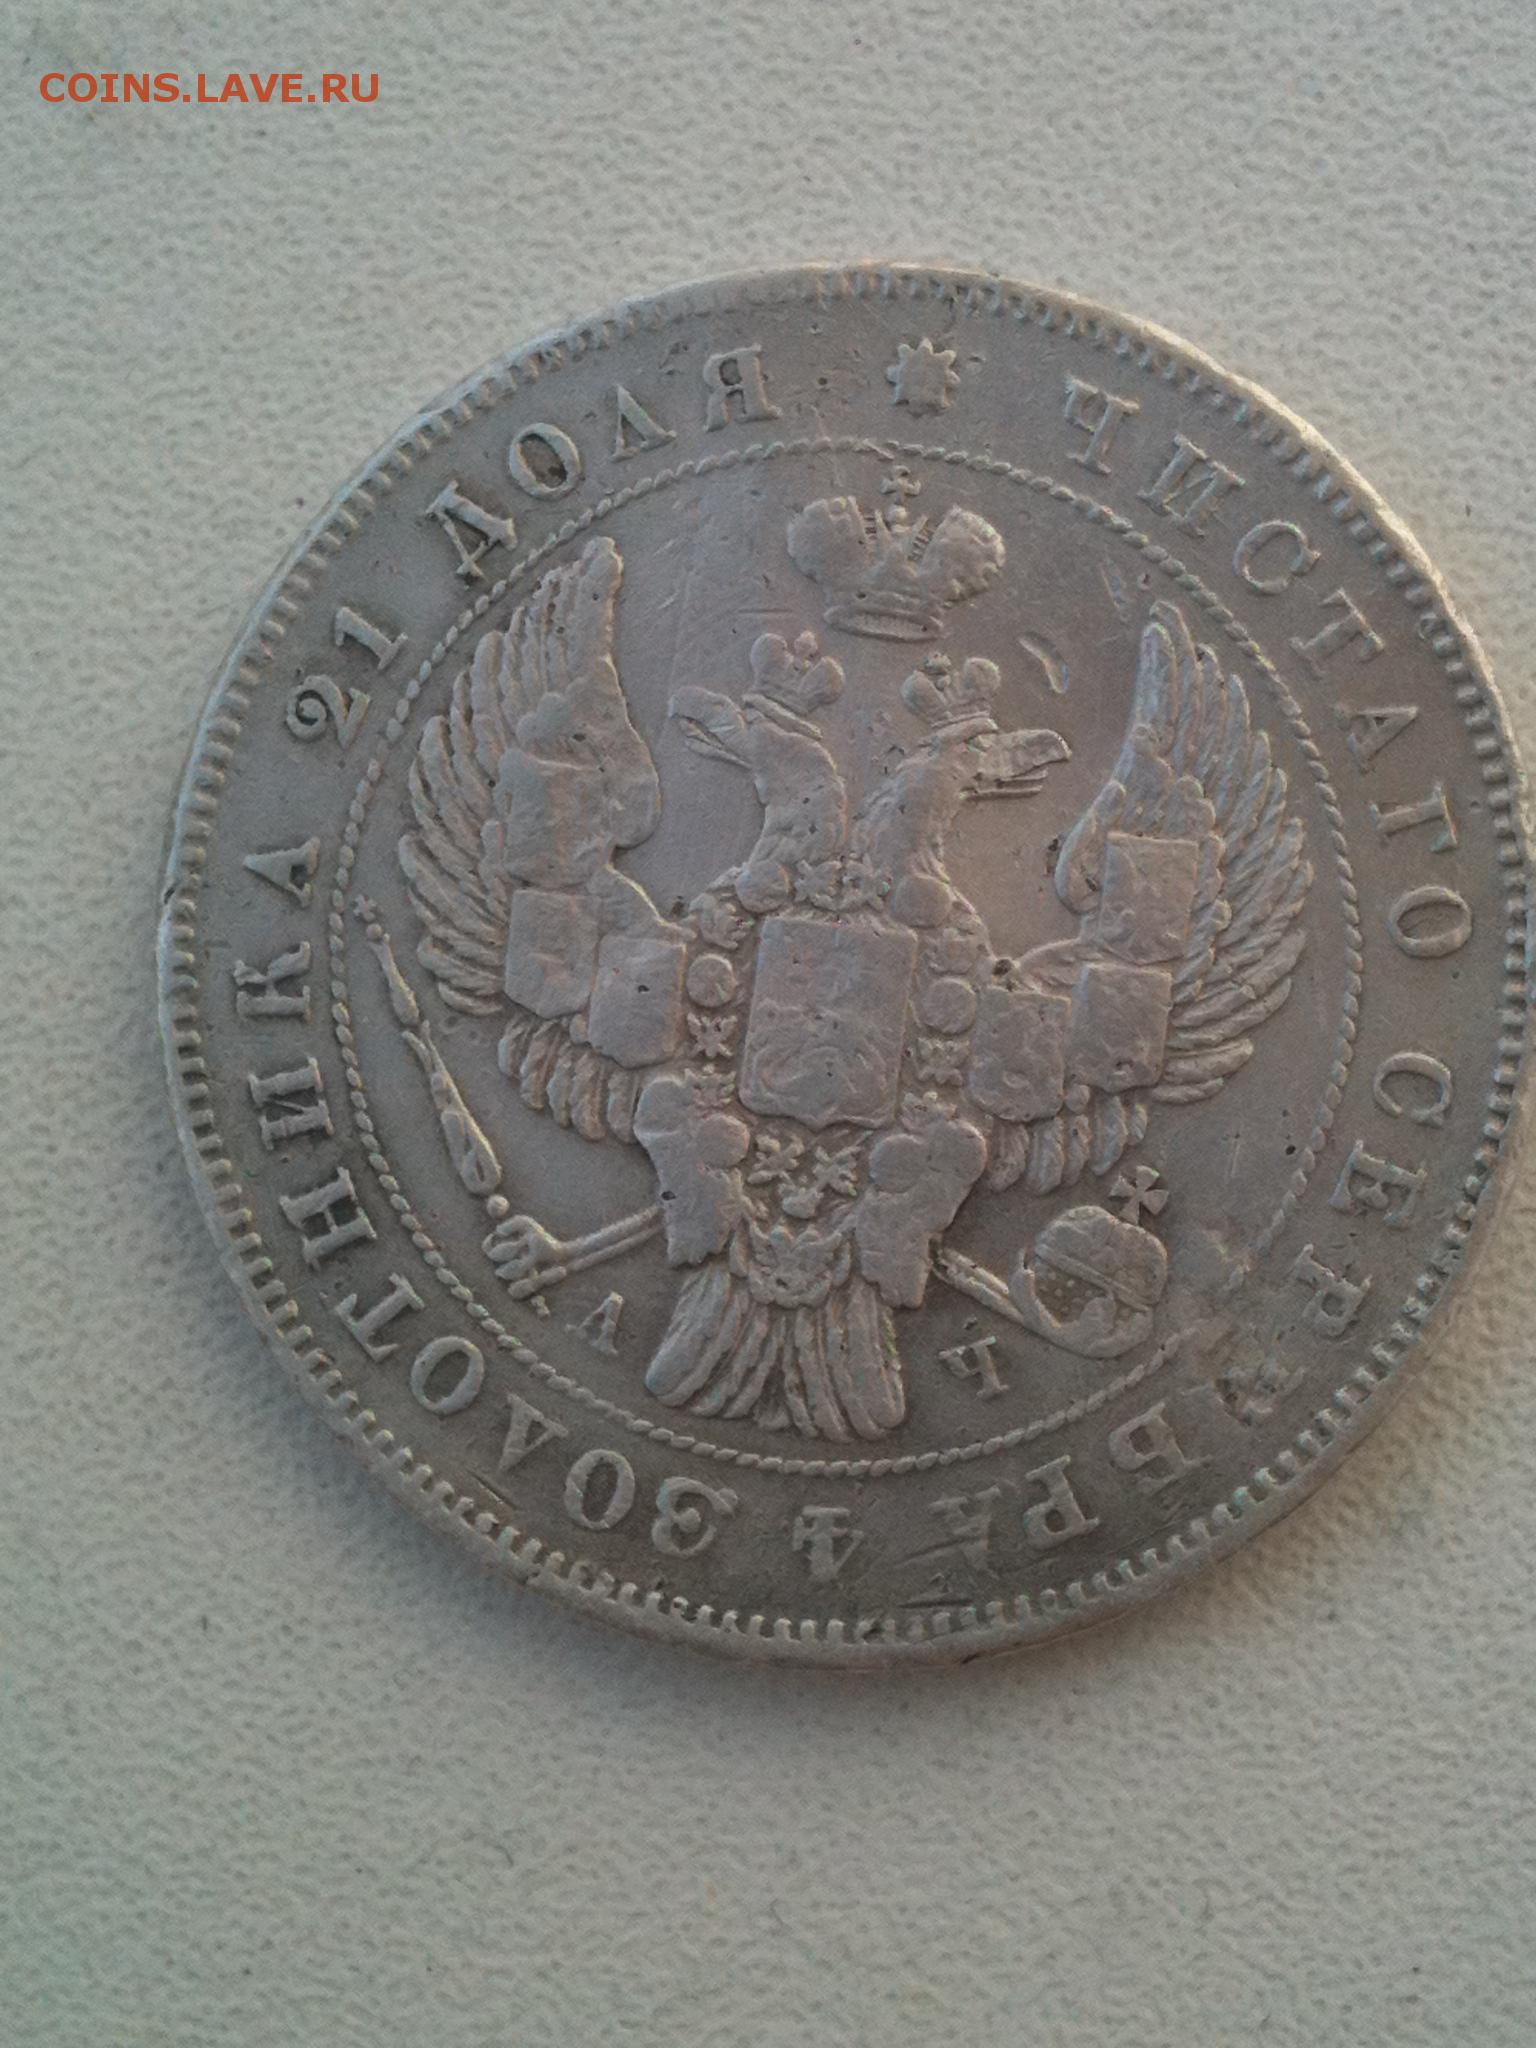 COINS.LAVE.RU
ЧИСТАГО СЕРЕБРА 4 ЗОЛОТНИКА 21 ДОЛЯ
А Ч